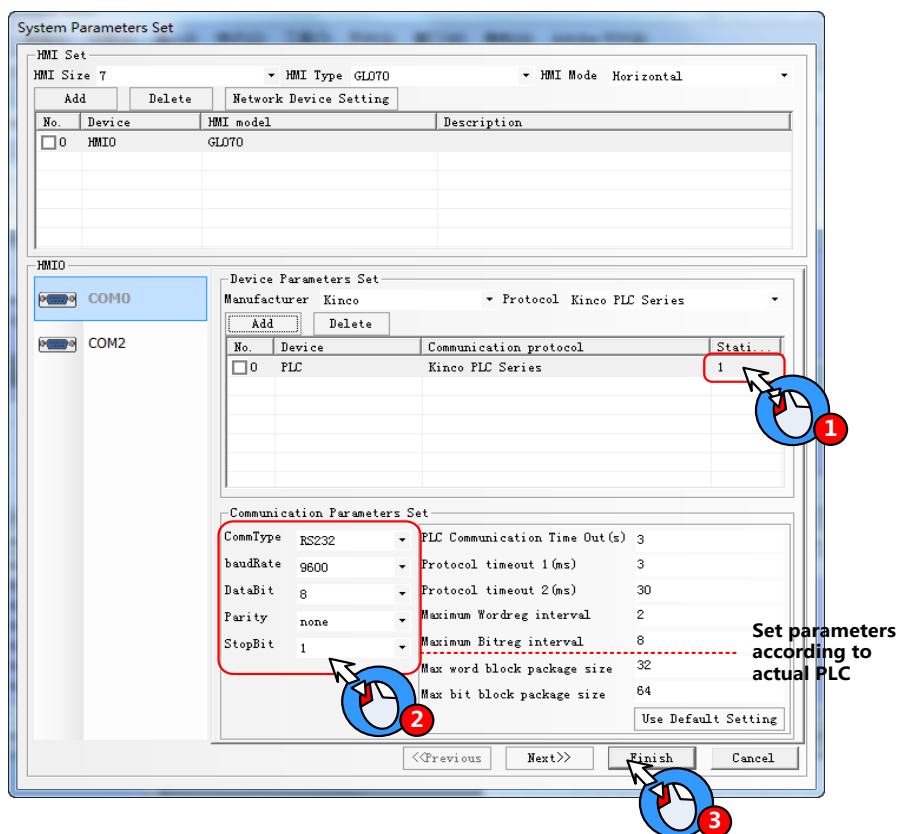 System Parameters Set
HMI Set
HMI Size 7 HMI Type GL070 HMI Mode Horizontal
Add Delete Network Device Setting
No. Device HMI model Description
0 HMI0 GL070
HMI0
COM0
COM2
Device Parameters Set
Manufacturer Kinco Protocol Kinco PLC Series
Add Delete
No. Device Communication protocol Stati...
0 PLC Kinco PLC Series 1
1
Communication Parameters Set
CommType RS232 PLC Communication Time Out(s) 3
baudRate 9600 Protocol timeout 1(ms) 3
DataBit 8 Protocol timeout 2(ms) 30
Parity none Maximum Wordreg interval 2
StopBit 1 Maximum Bitreg interval 8
Max word block package size 32
Max bit block package size 64
Set parameters
according to
actual PLC
2
Use Default Setting
<<Previous Next>> Finish Cancel
3